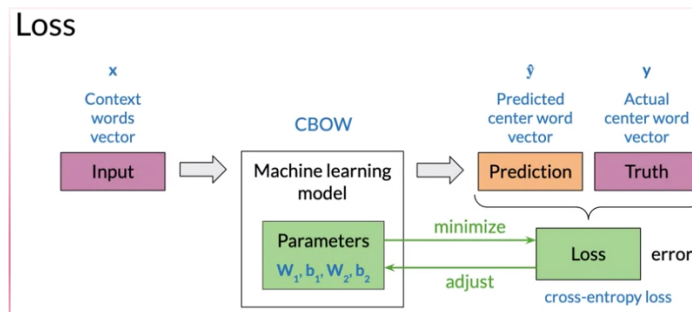 Loss
x
Context
words
vector
Input
CBOW
Machine learning
model
Parameters
W₁, b₁, W₂, b₂
ŷ
Predicted
center word
vector
Prediction
y
Actual
center word
vector
Truth
minimize
adjust
Loss
error
cross-entropy loss